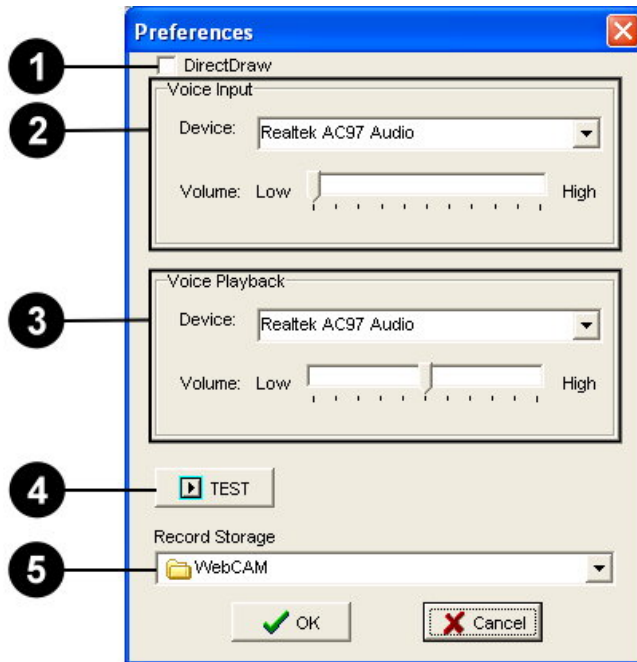 Preferences
1
DirectDraw
Voice Input
2
Device: Realtek AC97 Audio
Volume: Low High
Voice Playback
3
Device: Realtek AC97 Audio
Volume: Low High
4
TEST
Record Storage
5
WebCAM
OK Cancel